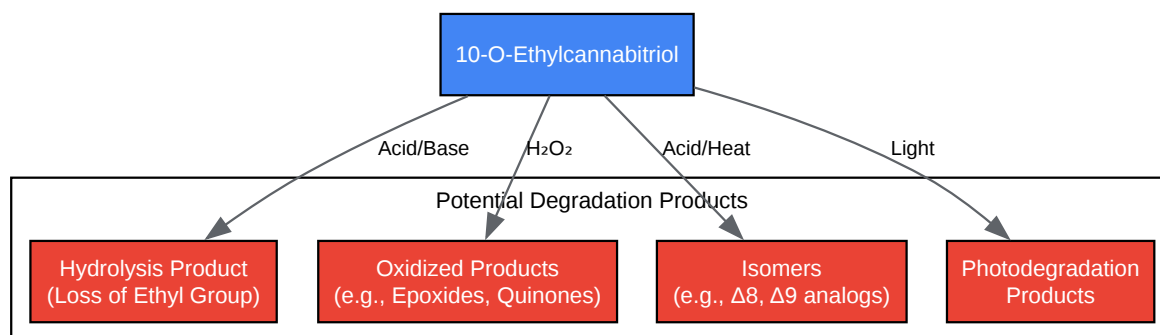 10-O-Ethylcannabitriol
Acid/Base
H₂O₂
Acid/Heat
Light
Potential Degradation Products
Hydrolysis Product
(Loss of Ethyl Group)
Oxidized Products
(e.g., Epoxides, Quinones)
Isomers
(e.g., Δ8, Δ9 analogs)
Photodegradation
Products